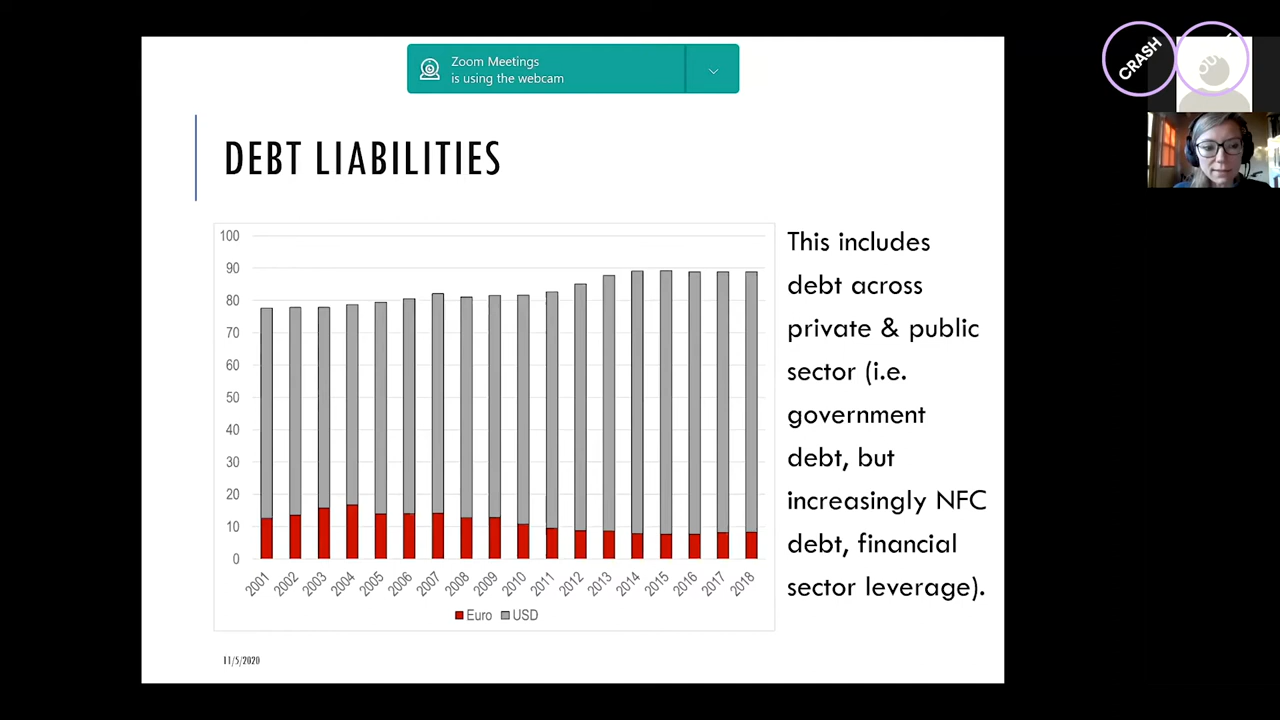 Zoom Meetings
is using the webcam
CRASH
DEBT LIABILITIES
100
90
80
70
60
50
40
30
20
10
0
2001 2002 2003 2004 2005 2006 2007 2008 2009 2010 2011 2012 2013 2014 2015 2016 2017 2018
Euro USD
This includes
debt across
private & public
sector (i.e.
government
debt, but
increasingly NFC
debt, financial
sector leverage).
11/5/2020